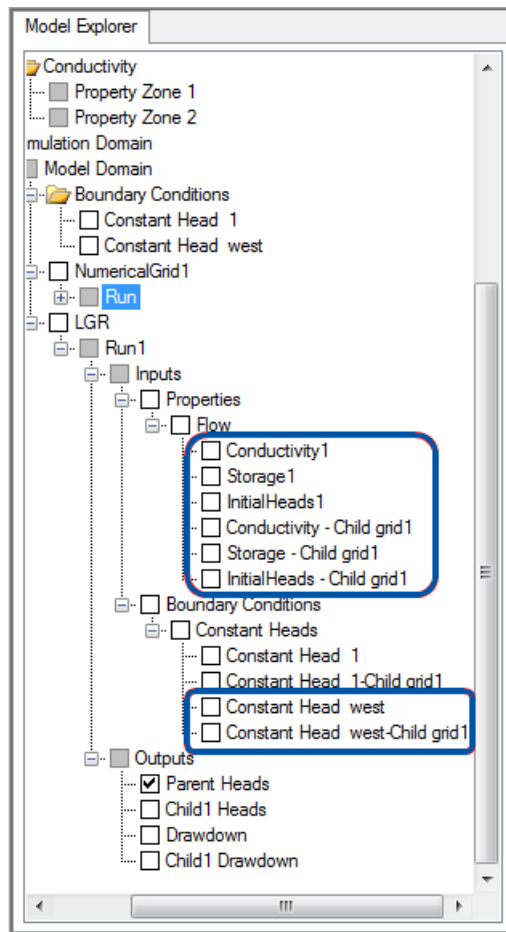 Model Explorer
Conductivity
Property Zone 1
Property Zone 2
mulation Domain
Model Domain
Boundary Conditions
Constant Head 1
Constant Head west
NumericalGrid1
Run
LGR
Run1
Inputs
Properties
Flow
Conductivity1
Storage1
InitialHeads1
Conductivity - Child grid1
Storage - Child grid1
InitialHeads - Child grid1
Boundary Conditions
Constant Heads
Constant Head 1
Constant Head 1-Child grid1
Constant Head west
Constant Head west-Child grid1
Outputs
Parent Heads
Child1 Heads
Drawdown
Child1 Drawdown